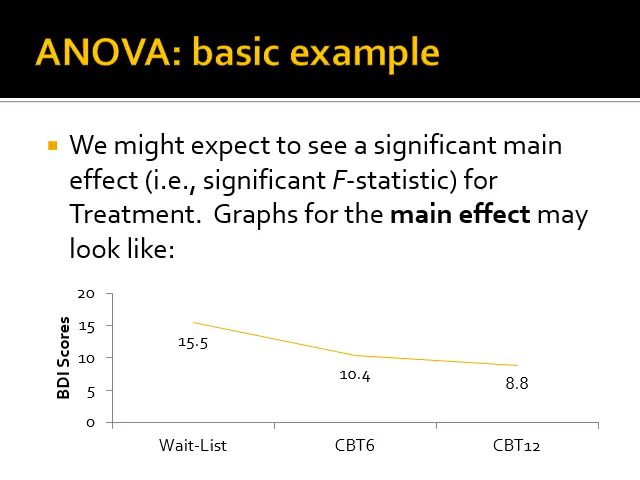 ANOVA: basic example
We might expect to see a significant main
effect (i.e., significant F-statistic) for
Treatment.  Graphs for the main effect may
look like:
20
15
10
5
0
BDI Scores
15.5
10.4
8.8
Wait-List
CBT6
CBT12